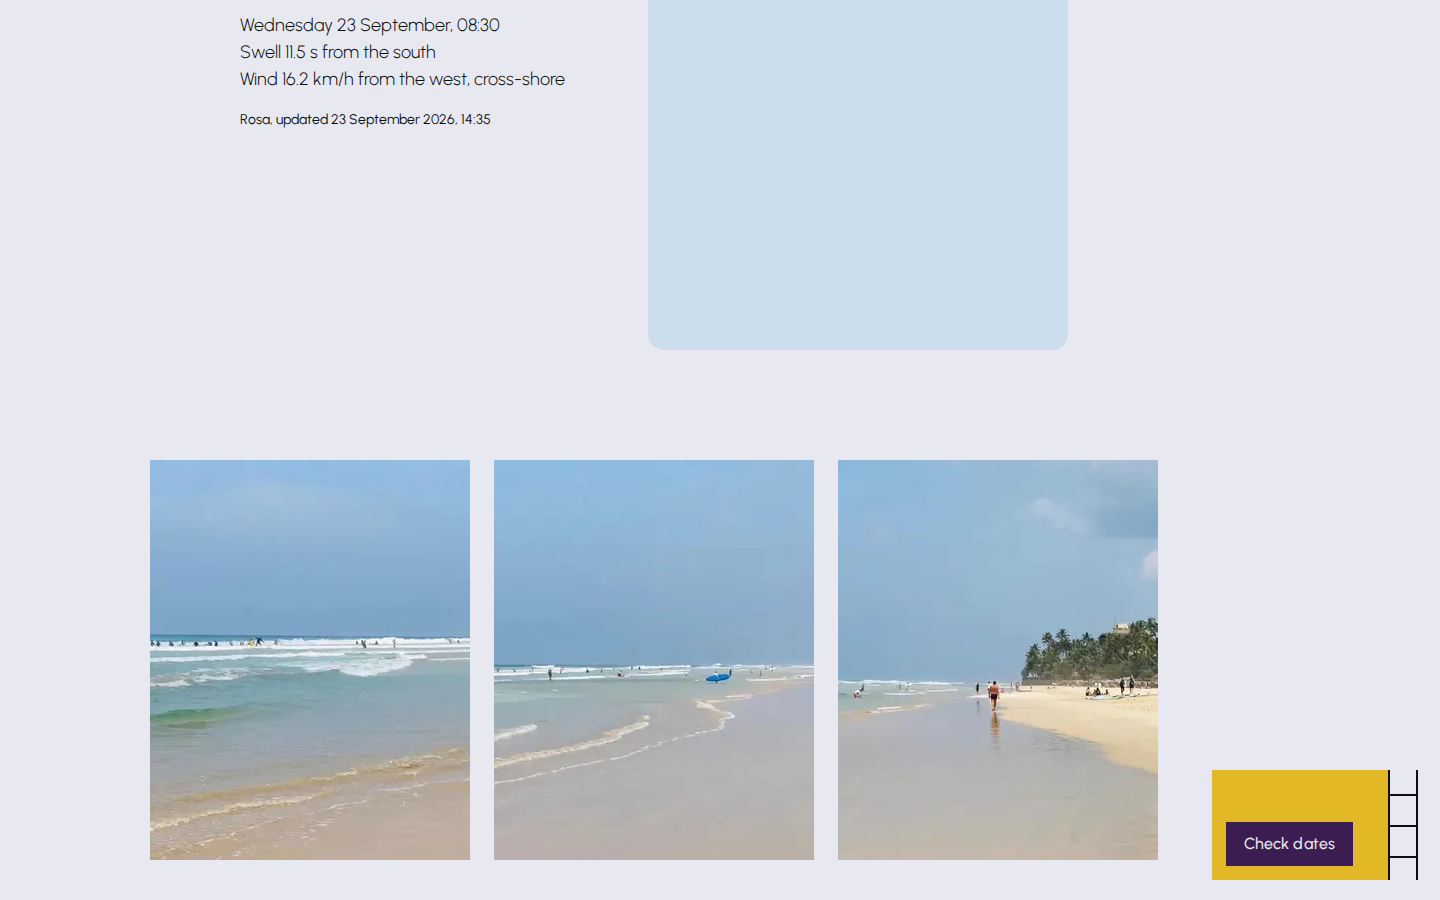 Wednesday 23 September, 08:30
Swell 11.5 s from the south
Wind 16.2 km/h from the west, cross-shore
Rosa, updated 23 September 2026, 14:35
Check dates